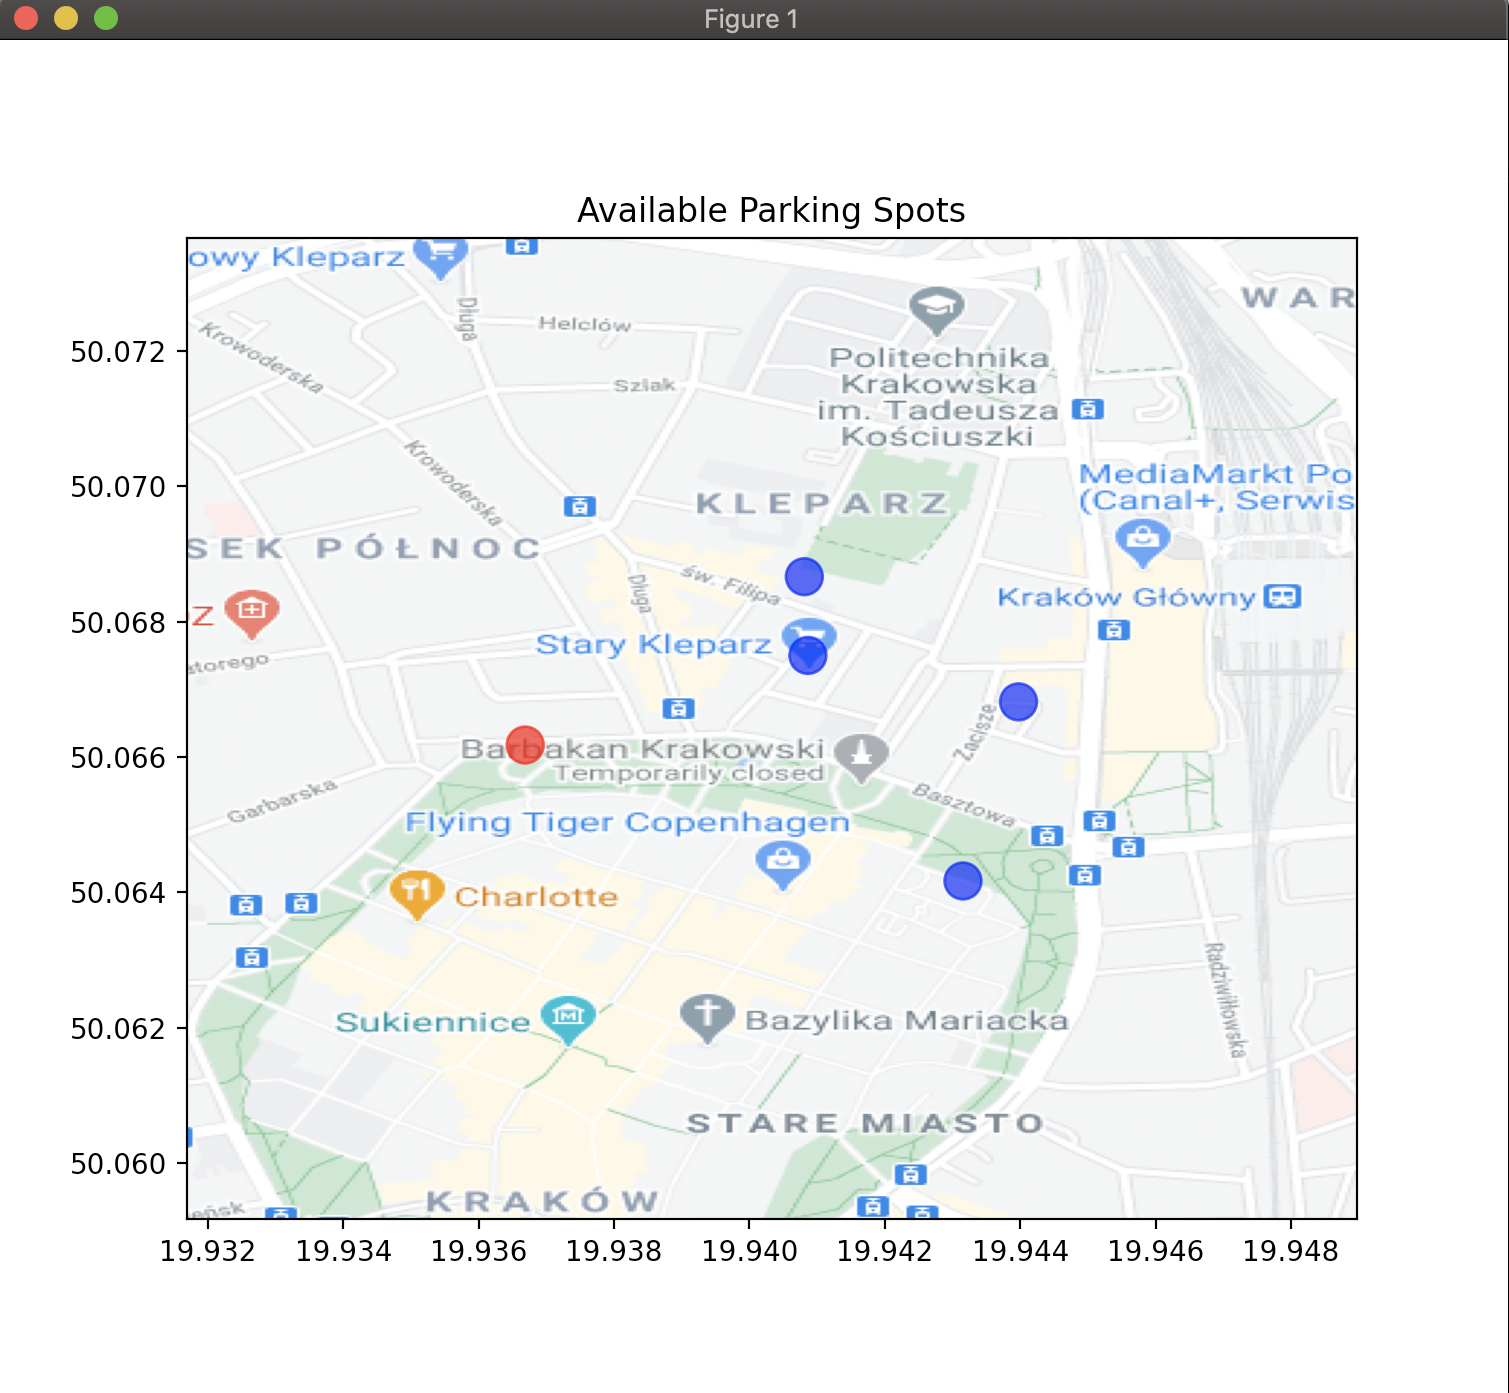 Figure 1
Available Parking Spots
owy Kleparz
WAR
Długa
Helclów
Krowoderska
50.072
Politechnika
Krakowska
im. Tadeusza
Kościuszki
Szlak
Krowoderska
50.070
MediaMarkt Po
(Canal+, Serwis
KLEPARZ
SEK PÓŁNOC
św. Filipa
Długa
Kraków Główny
Z
50.068
Stary Kleparz
atorego
Zacisze
Barbakan Krakowski
Temporarily closed
50.066
Garbarska
Basztowa
Flying Tiger Copenhagen
50.064
Charlotte
Radziwiłłowska
Sukiennice
Bazylika Mariacka
50.062
STARE MIASTO
50.060
KRAKÓW
eńsk
19.932 19.934 19.936 19.938 19.940 19.942 19.944 19.946 19.948